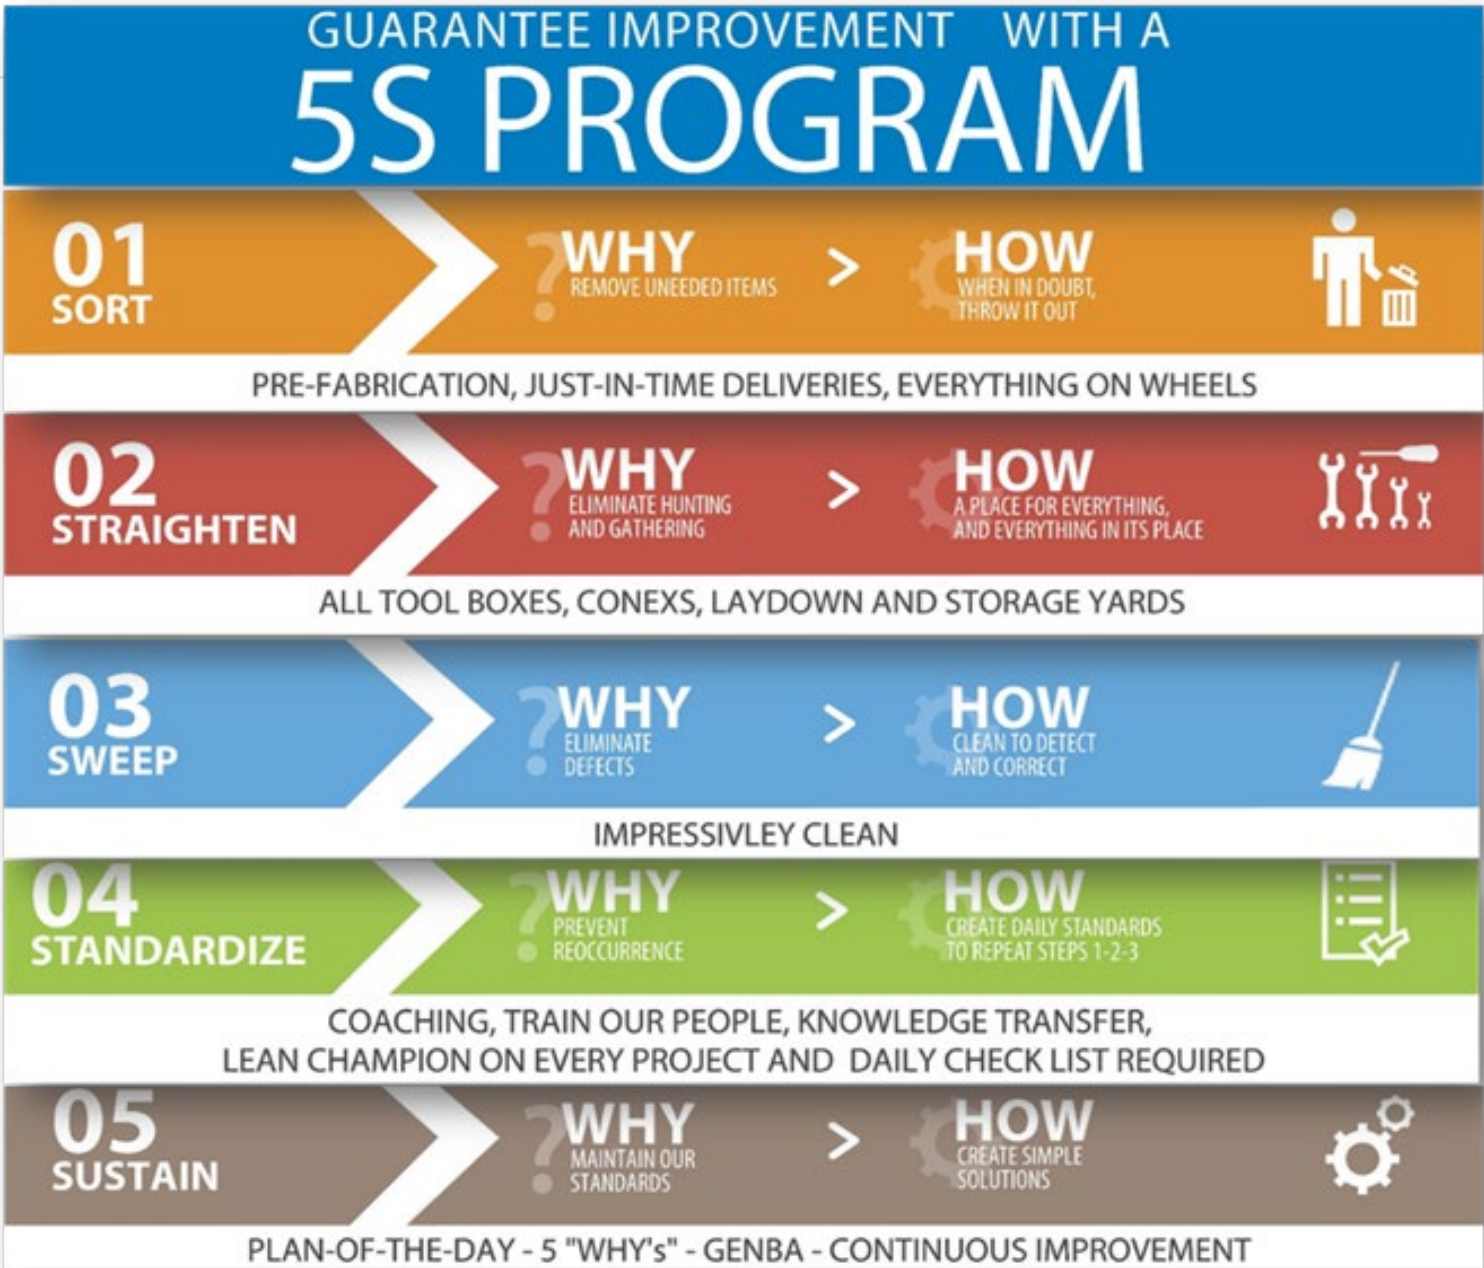 GUARANTEE IMPROVEMENT WITH A
5S PROGRAM
01
SORT
WHY
REMOVE UNEEDED ITEMS
>
HOW
WHEN IN DOUBT,
THROW IT OUT
PRE-FABRICATION, JUST-IN-TIME DELIVERIES, EVERYTHING ON WHEELS
02
STRAIGHTEN
?
WHY
ELIMINATE HUNTING
AND GATHERING
>
HOW
A PLACE FOR EVERYTHING,
AND EVERYTHING IN ITS PLACE
ALL TOOL BOXES, CONEXS, LAYDOWN AND STORAGE YARDS
03
SWEEP
?
WHY
ELIMINATE
DEFECTS
>
HOW
CLEAN TO DETECT
AND CORRECT
IMPRESSIVLEY CLEAN
04
STANDARDIZE
?
WHY
PREVENT
REOCCURRENCE
>
HOW
CREATE DAILY STANDARDS
TO REPEAT STEPS 1-2-3
COACHING, TRAIN OUR PEOPLE, KNOWLEDGE TRANSFER,
LEAN CHAMPION ON EVERY PROJECT AND DAILY CHECK LIST REQUIRED
05
SUSTAIN
?
WHY
MAINTAIN OUR
STANDARDS
>
HOW
CREATE SIMPLE
SOLUTIONS
PLAN-OF-THE-DAY - 5 "WHY's" - GENBA - CONTINUOUS IMPROVEMENT